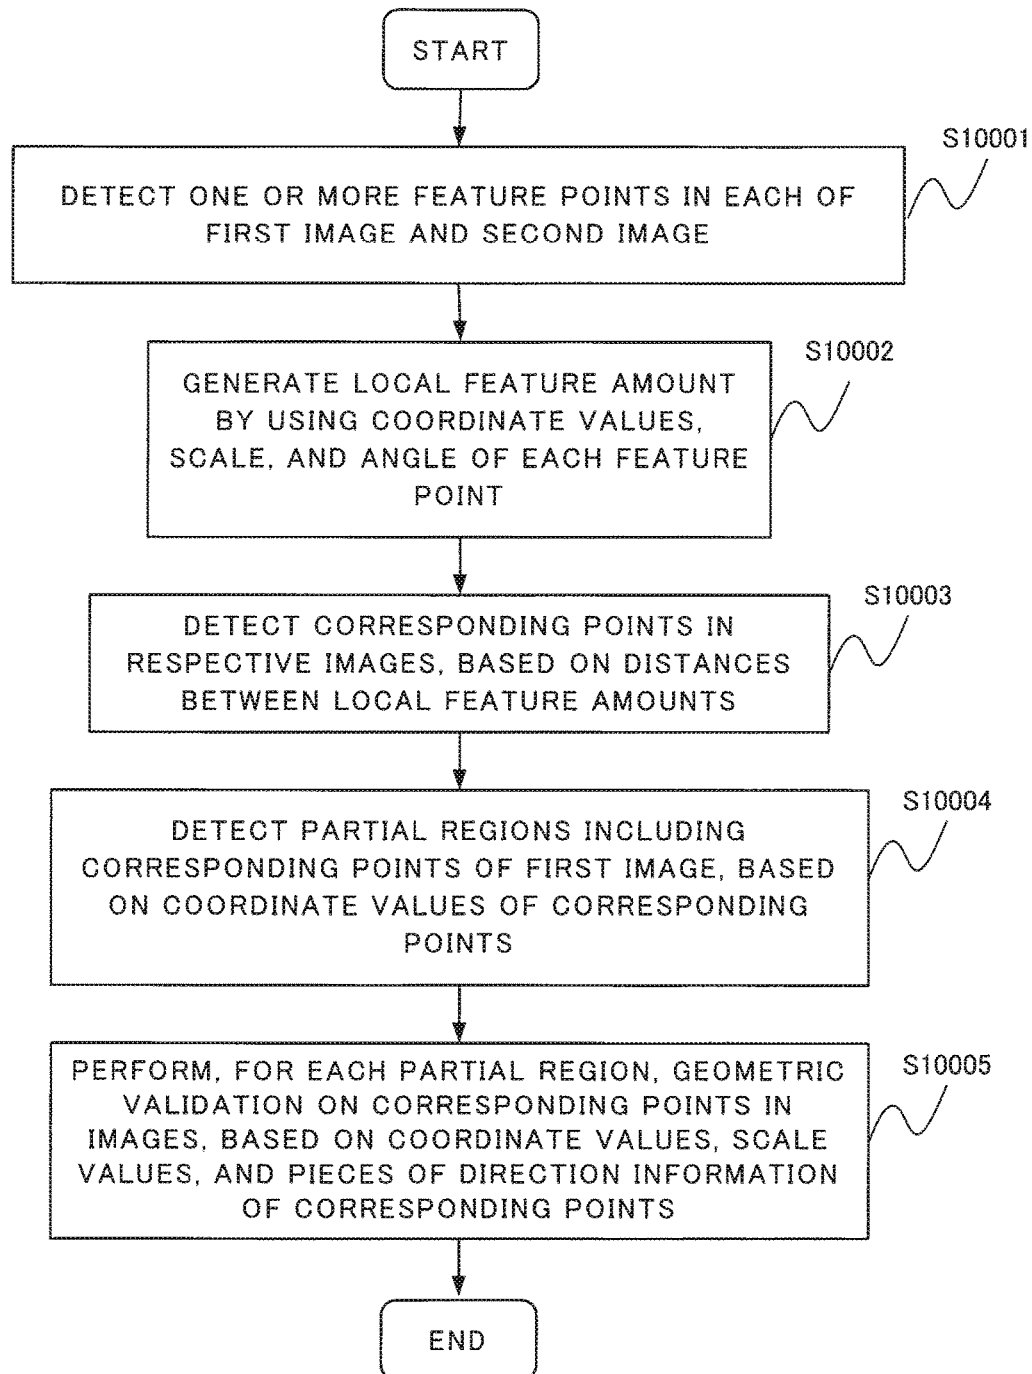 START
S10001
DETECT ONE OR MORE FEATURE POINTS IN EACH OF
FIRST IMAGE AND SECOND IMAGE
S10002
GENERATE LOCAL FEATURE AMOUNT
BY USING COORDINATE VALUES,
SCALE, AND ANGLE OF EACH FEATURE
POINT
S10003
DETECT CORRESPONDING POINTS IN
RESPECTIVE IMAGES, BASED ON DISTANCES
BETWEEN LOCAL FEATURE AMOUNTS
S10004
DETECT PARTIAL REGIONS INCLUDING
CORRESPONDING POINTS OF FIRST IMAGE, BASED
ON COORDINATE VALUES OF CORRESPONDING
POINTS
S10005
PERFORM, FOR EACH PARTIAL REGION, GEOMETRIC
VALIDATION ON CORRESPONDING POINTS IN
IMAGES, BASED ON COORDINATE VALUES, SCALE
VALUES, AND PIECES OF DIRECTION INFORMATION
OF CORRESPONDING POINTS
END